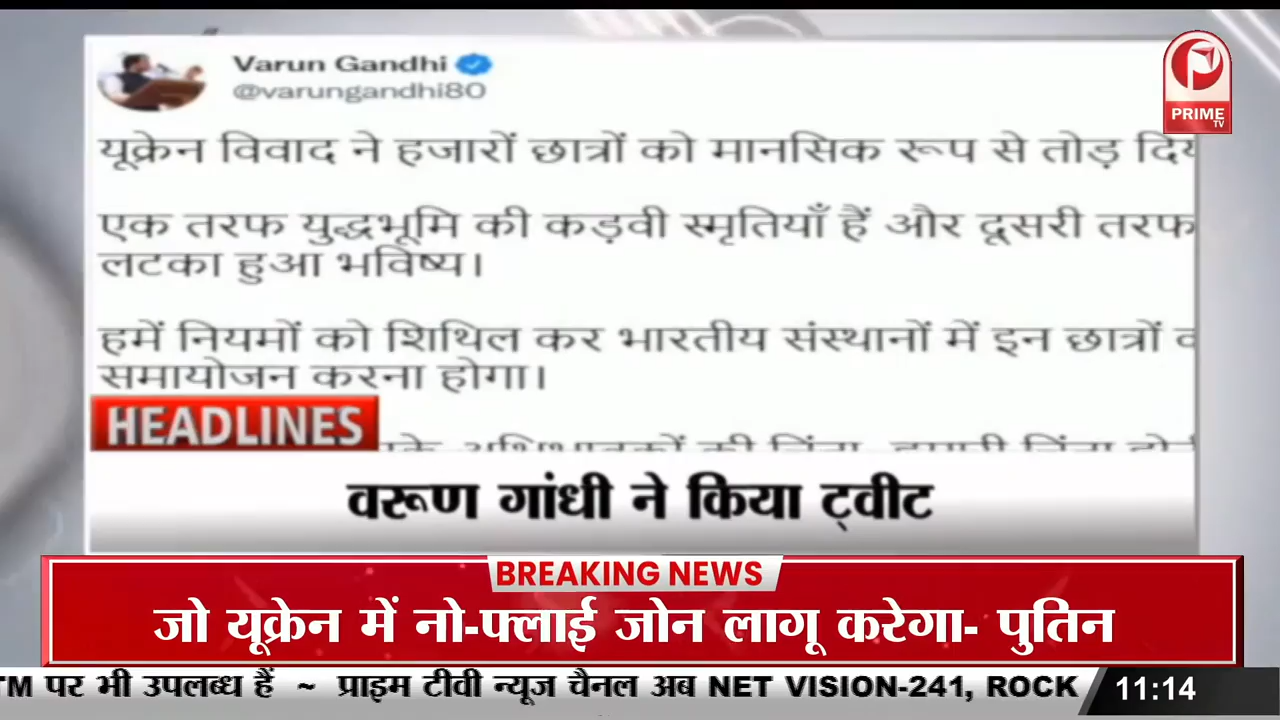 Varun Gandhi
@varungandhi80
PRIME
TV
यूक्रेन विवाद ने हजारों छात्रों को मानसिक रूप से तोड़
एक तरफ युद्धभूमि की कड़वी स्मृतियाँ हैं और दूसरी तरफ
लटका हुआ भविष्य।
हमें नियमों को शिथिल कर भारतीय संस्थानों में इन छात्रों
समायोजन करना होगा।
HEADLINES
वरूण गांधी ने किया ट्वीट
BREAKING NEWS
जो यूक्रेन में नो-फ्लाई जोन लागू करेगा- पुतिन
TM पर भी उपलब्ध हैं ~ प्राइम टीवी न्यूज चैनल अब NET VISION-241, ROCK
11:14